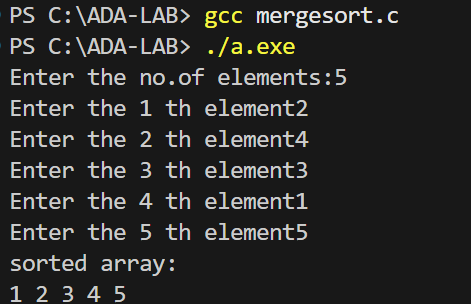 PS C:\ADA-LAB> gcc mergesort.c
PS C:\ADA-LAB> ./a.exe
Enter the no.of elements:5
Enter the 1 th element2
Enter the 2 th element4
Enter the 3 th element3
Enter the 4 th element1
Enter the 5 th element5
sorted array:
1 2 3 4 5